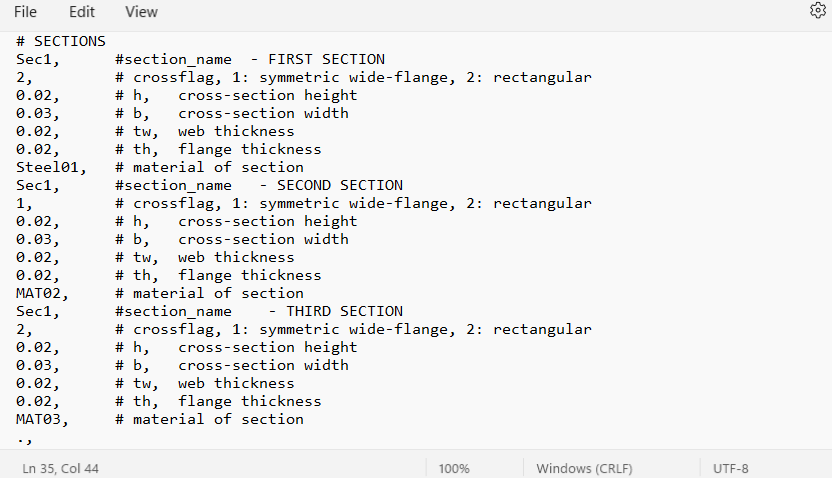 File Edit View
# SECTIONS
Sec1, #section_name - FIRST SECTION
2, # crossflag, 1: symmetric wide-flange, 2: rectangular
0.02, # h, cross-section height
0.03, # b, cross-section width
0.02, # tw, web thickness
0.02, # th, flange thickness
Steel01, # material of section
Sec1, #section_name - SECOND SECTION
1, # crossflag, 1: symmetric wide-flange, 2: rectangular
0.02, # h, cross-section height
0.03, # b, cross-section width
0.02, # tw, web thickness
0.02, # th, flange thickness
MAT02, # material of section
Sec1, #section_name - THIRD SECTION
2, # crossflag, 1: symmetric wide-flange, 2: rectangular
0.02, # h, cross-section height
0.03, # b, cross-section width
0.02, # tw, web thickness
0.02, # th, flange thickness
MAT03, # material of section
.,
Ln 35, Col 44 100% Windows (CRLF) UTF-8